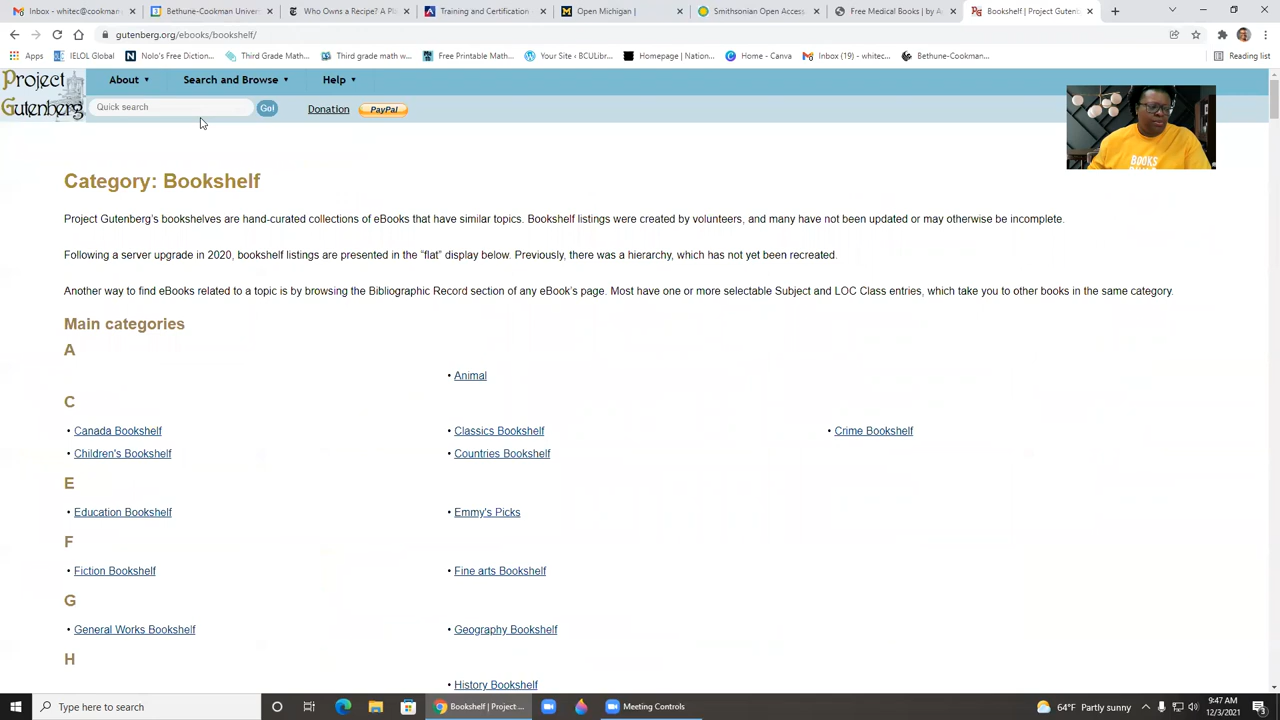 Inbox - whitec@cookman
Bethune-Cookman Univer
Who Owns a Recipe? A Pl
Training and Certification
Open Michigan |
Smithsonian Open Access
Free Medical Books | by A
Bookshelf | Project Gutenb
gutenberg.org/ebooks/bookshelf/
Apps
IELOL Global
Nolo's Free Diction...
Third Grade Math...
Third grade math w...
Free Printable Math...
Your Site ‹ BCULibr...
Homepage | Nation...
Home - Canva
Inbox (19) - whitec...
Bethune-Cookman...
Reading list
Project Gutenberg
About ▾
Search and Browse ▾
Help ▾
Quick search
Go!
Donation
PayPal
BOOKS
Category: Bookshelf
Project Gutenberg's bookshelves are hand-curated collections of eBooks that have similar topics. Bookshelf listings were created by volunteers, and many have not been updated or may otherwise be incomplete.
Following a server upgrade in 2020, bookshelf listings are presented in the “flat” display below. Previously, there was a hierarchy, which has not yet been recreated.
Another way to find eBooks related to a topic is by browsing the Bibliographic Record section of any eBook's page. Most have one or more selectable Subject and LOC Class entries, which take you to other books in the same category.
Main categories
A
• Animal
C
• Canada Bookshelf
• Classics Bookshelf
• Crime Bookshelf
• Children's Bookshelf
• Countries Bookshelf
E
• Education Bookshelf
• Emmy's Picks
F
• Fiction Bookshelf
• Fine arts Bookshelf
G
• General Works Bookshelf
• Geography Bookshelf
H
• History Bookshelf
Type here to search
Bookshelf | Project ...
Meeting Controls
64°F Partly sunny
9:47 AM
12/3/2021